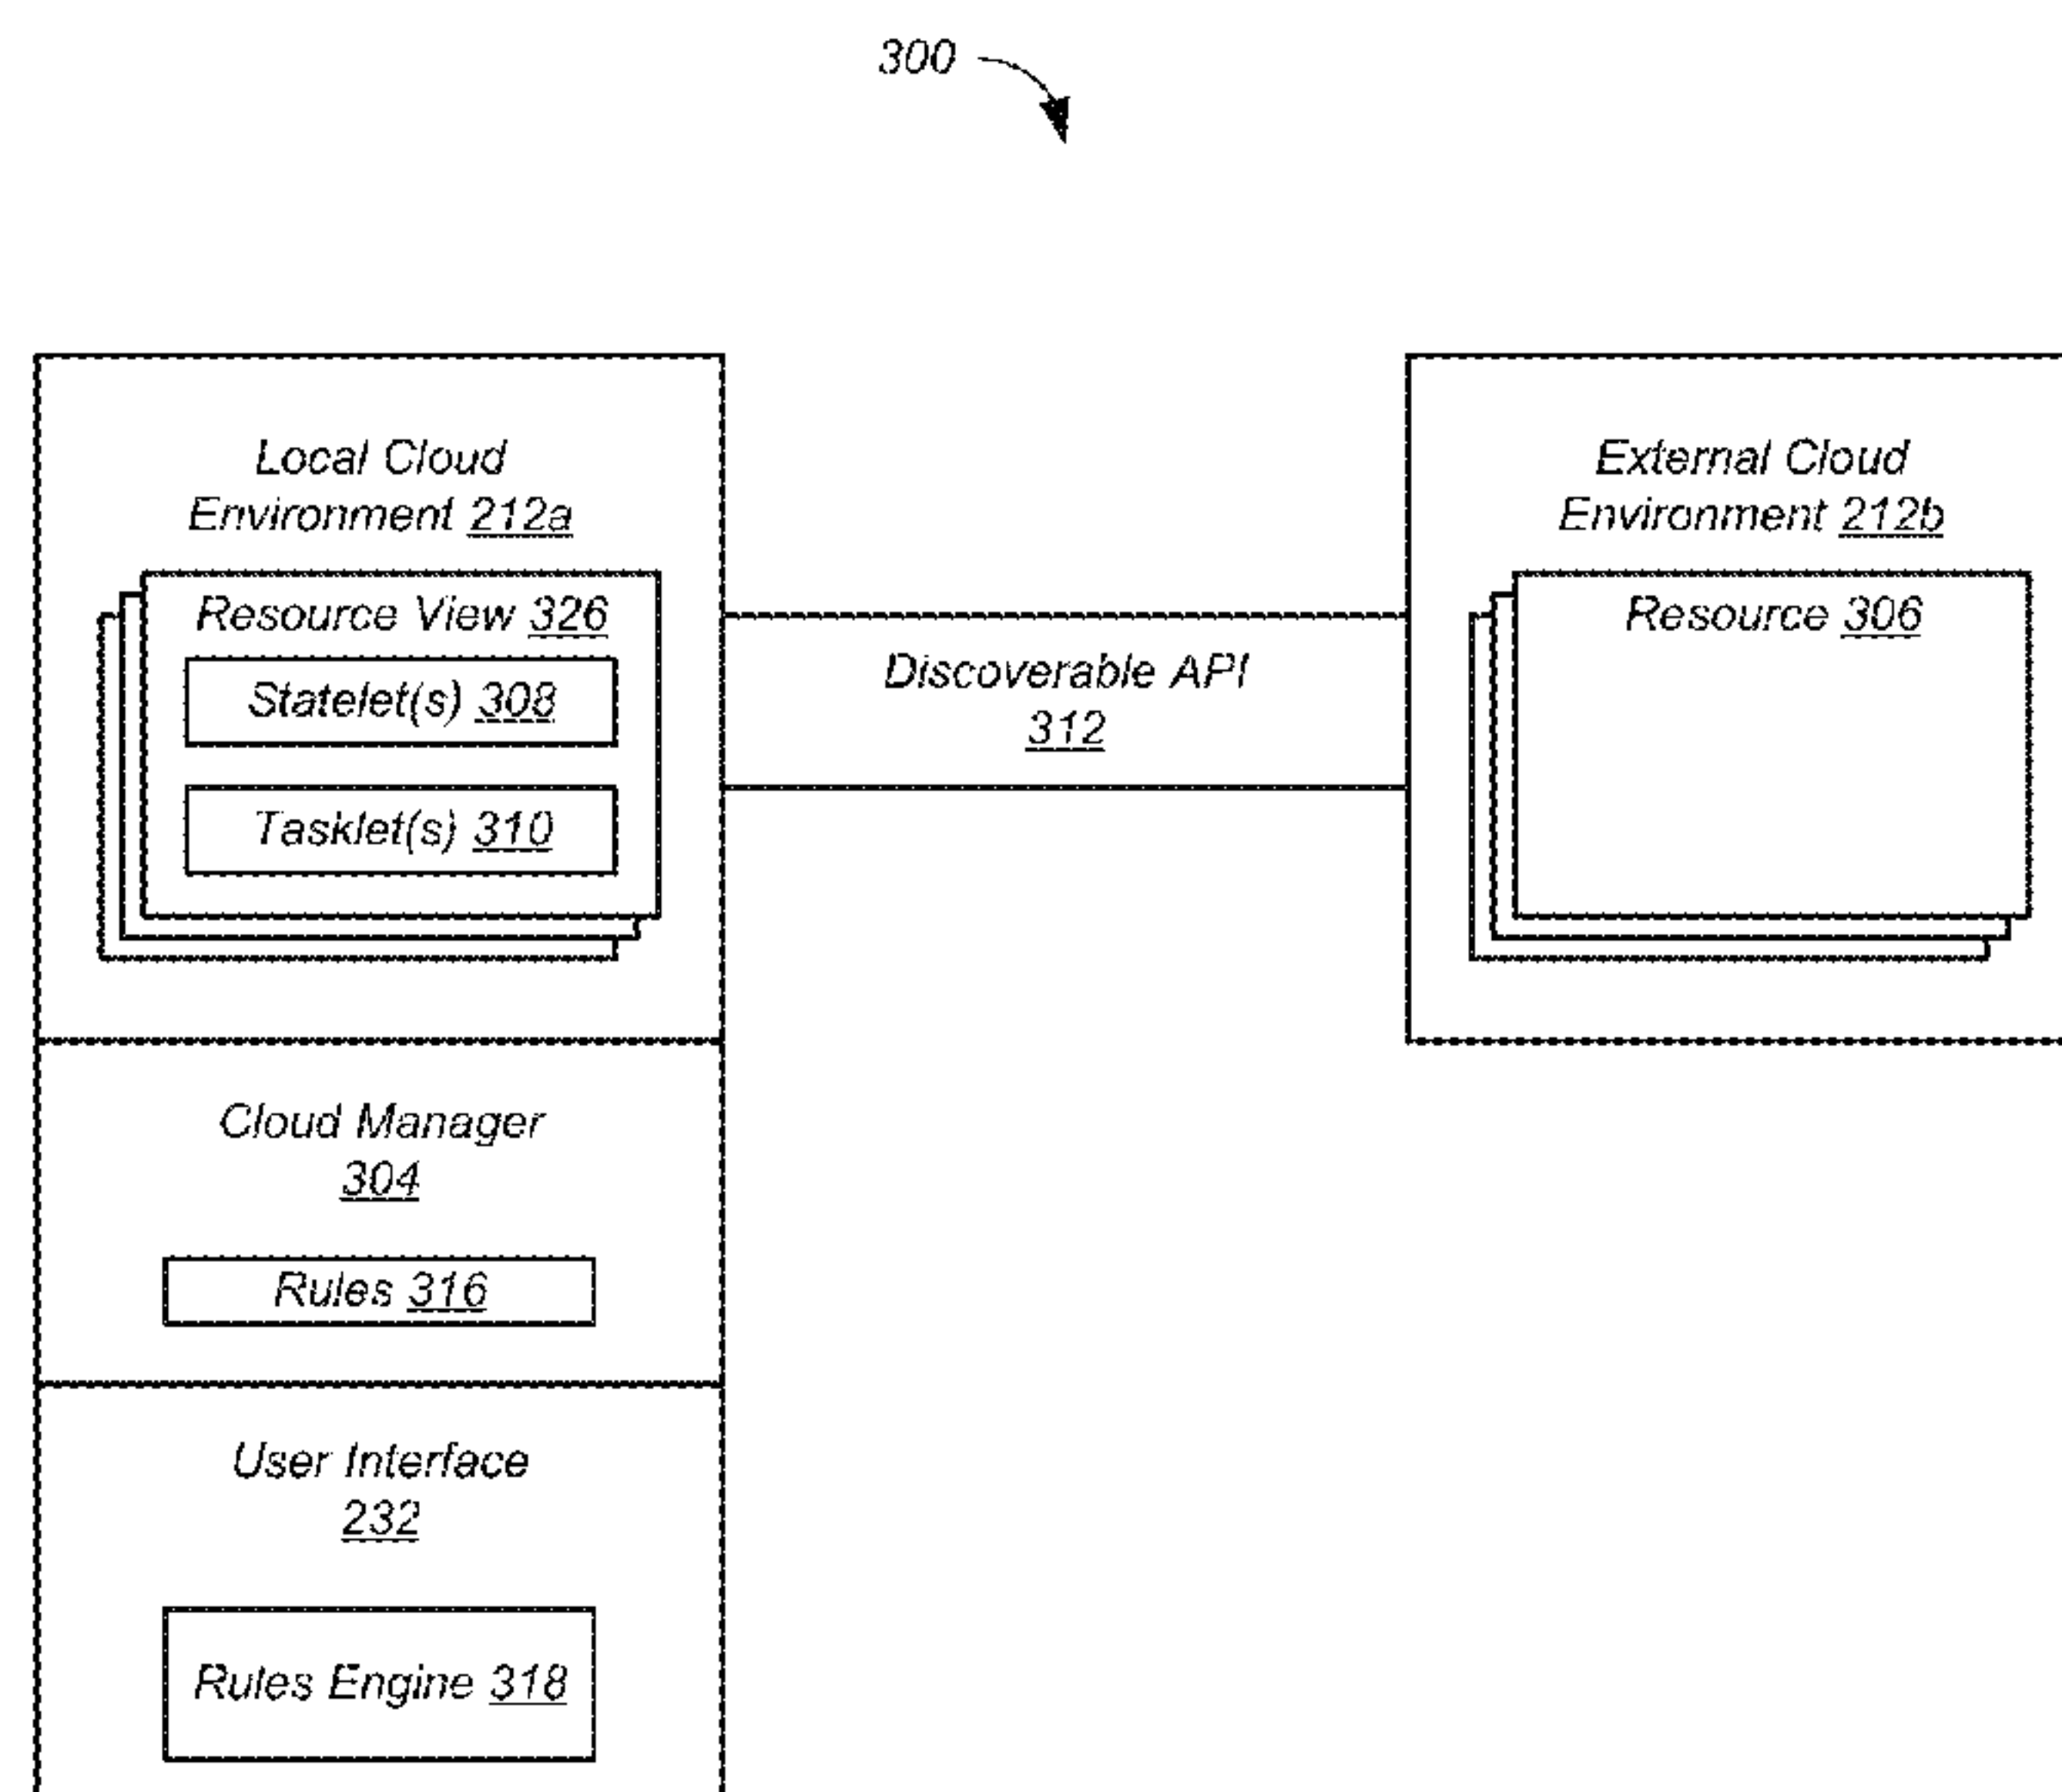 300
Local Cloud
Environment 212a
Resource View 326
Statelet(s) 308
Tasklet(s) 310
Discoverable API
312
External Cloud
Environment 212b
Resource 306
Cloud Manager
304
Rules 316
User Interface
232
Rules Engine 318